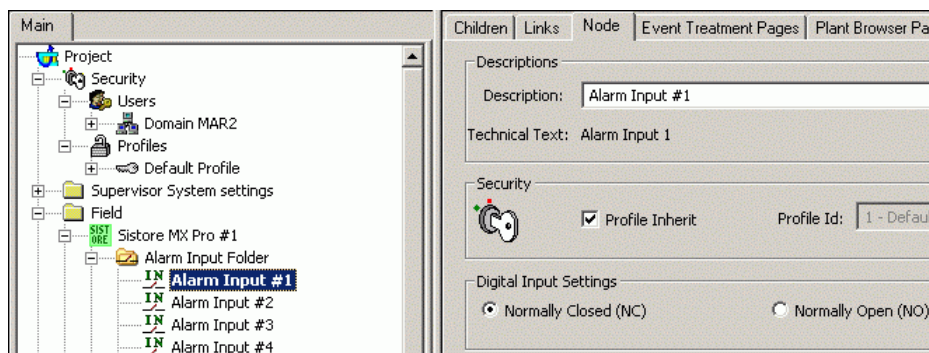 Main
Project
Security
Users
Domain MAR2
Profiles
Default Profile
Supervisor System settings
Field
SIST
ORE
Sistore MX Pro #1
Alarm Input Folder
IN Alarm Input #1
IN Alarm Input #2
IN Alarm Input #3
IN Alarm Input #4
Children Links Node Event Treatment Pages Plant Browser Pa
Descriptions
Description: Alarm Input #1
Technical Text: Alarm Input 1
Security
Profile Inherit Profile Id: 1 - Defau
Digital Input Settings
Normally Closed (NC) Normally Open (NO)